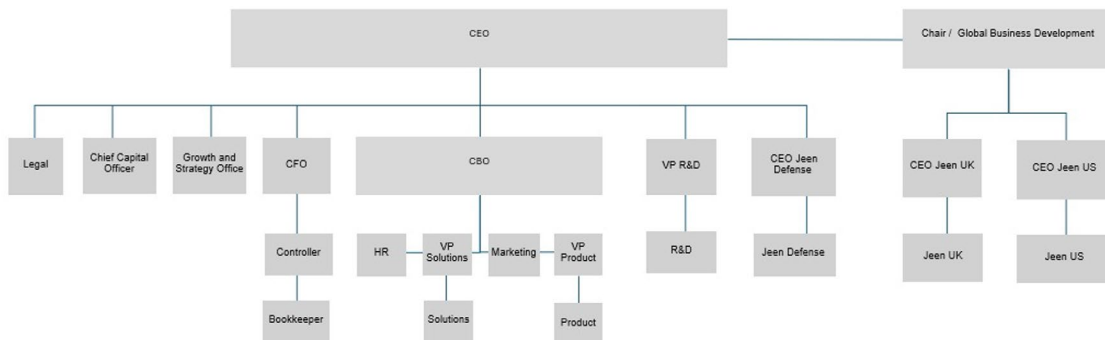 CEO
Chair /  Global Business Development
Legal
Chief Capital
Officer
Growth and
Strategy Office
CFO
CBO
VP R&D
CEO Jeen
Defense
CEO Jeen UK
CEO Jeen US
Controller
HR
VP
Solutions
Marketing
VP
Product
R&D
Jeen Defense
Jeen UK
Jeen US
Bookkeeper
Solutions
Product